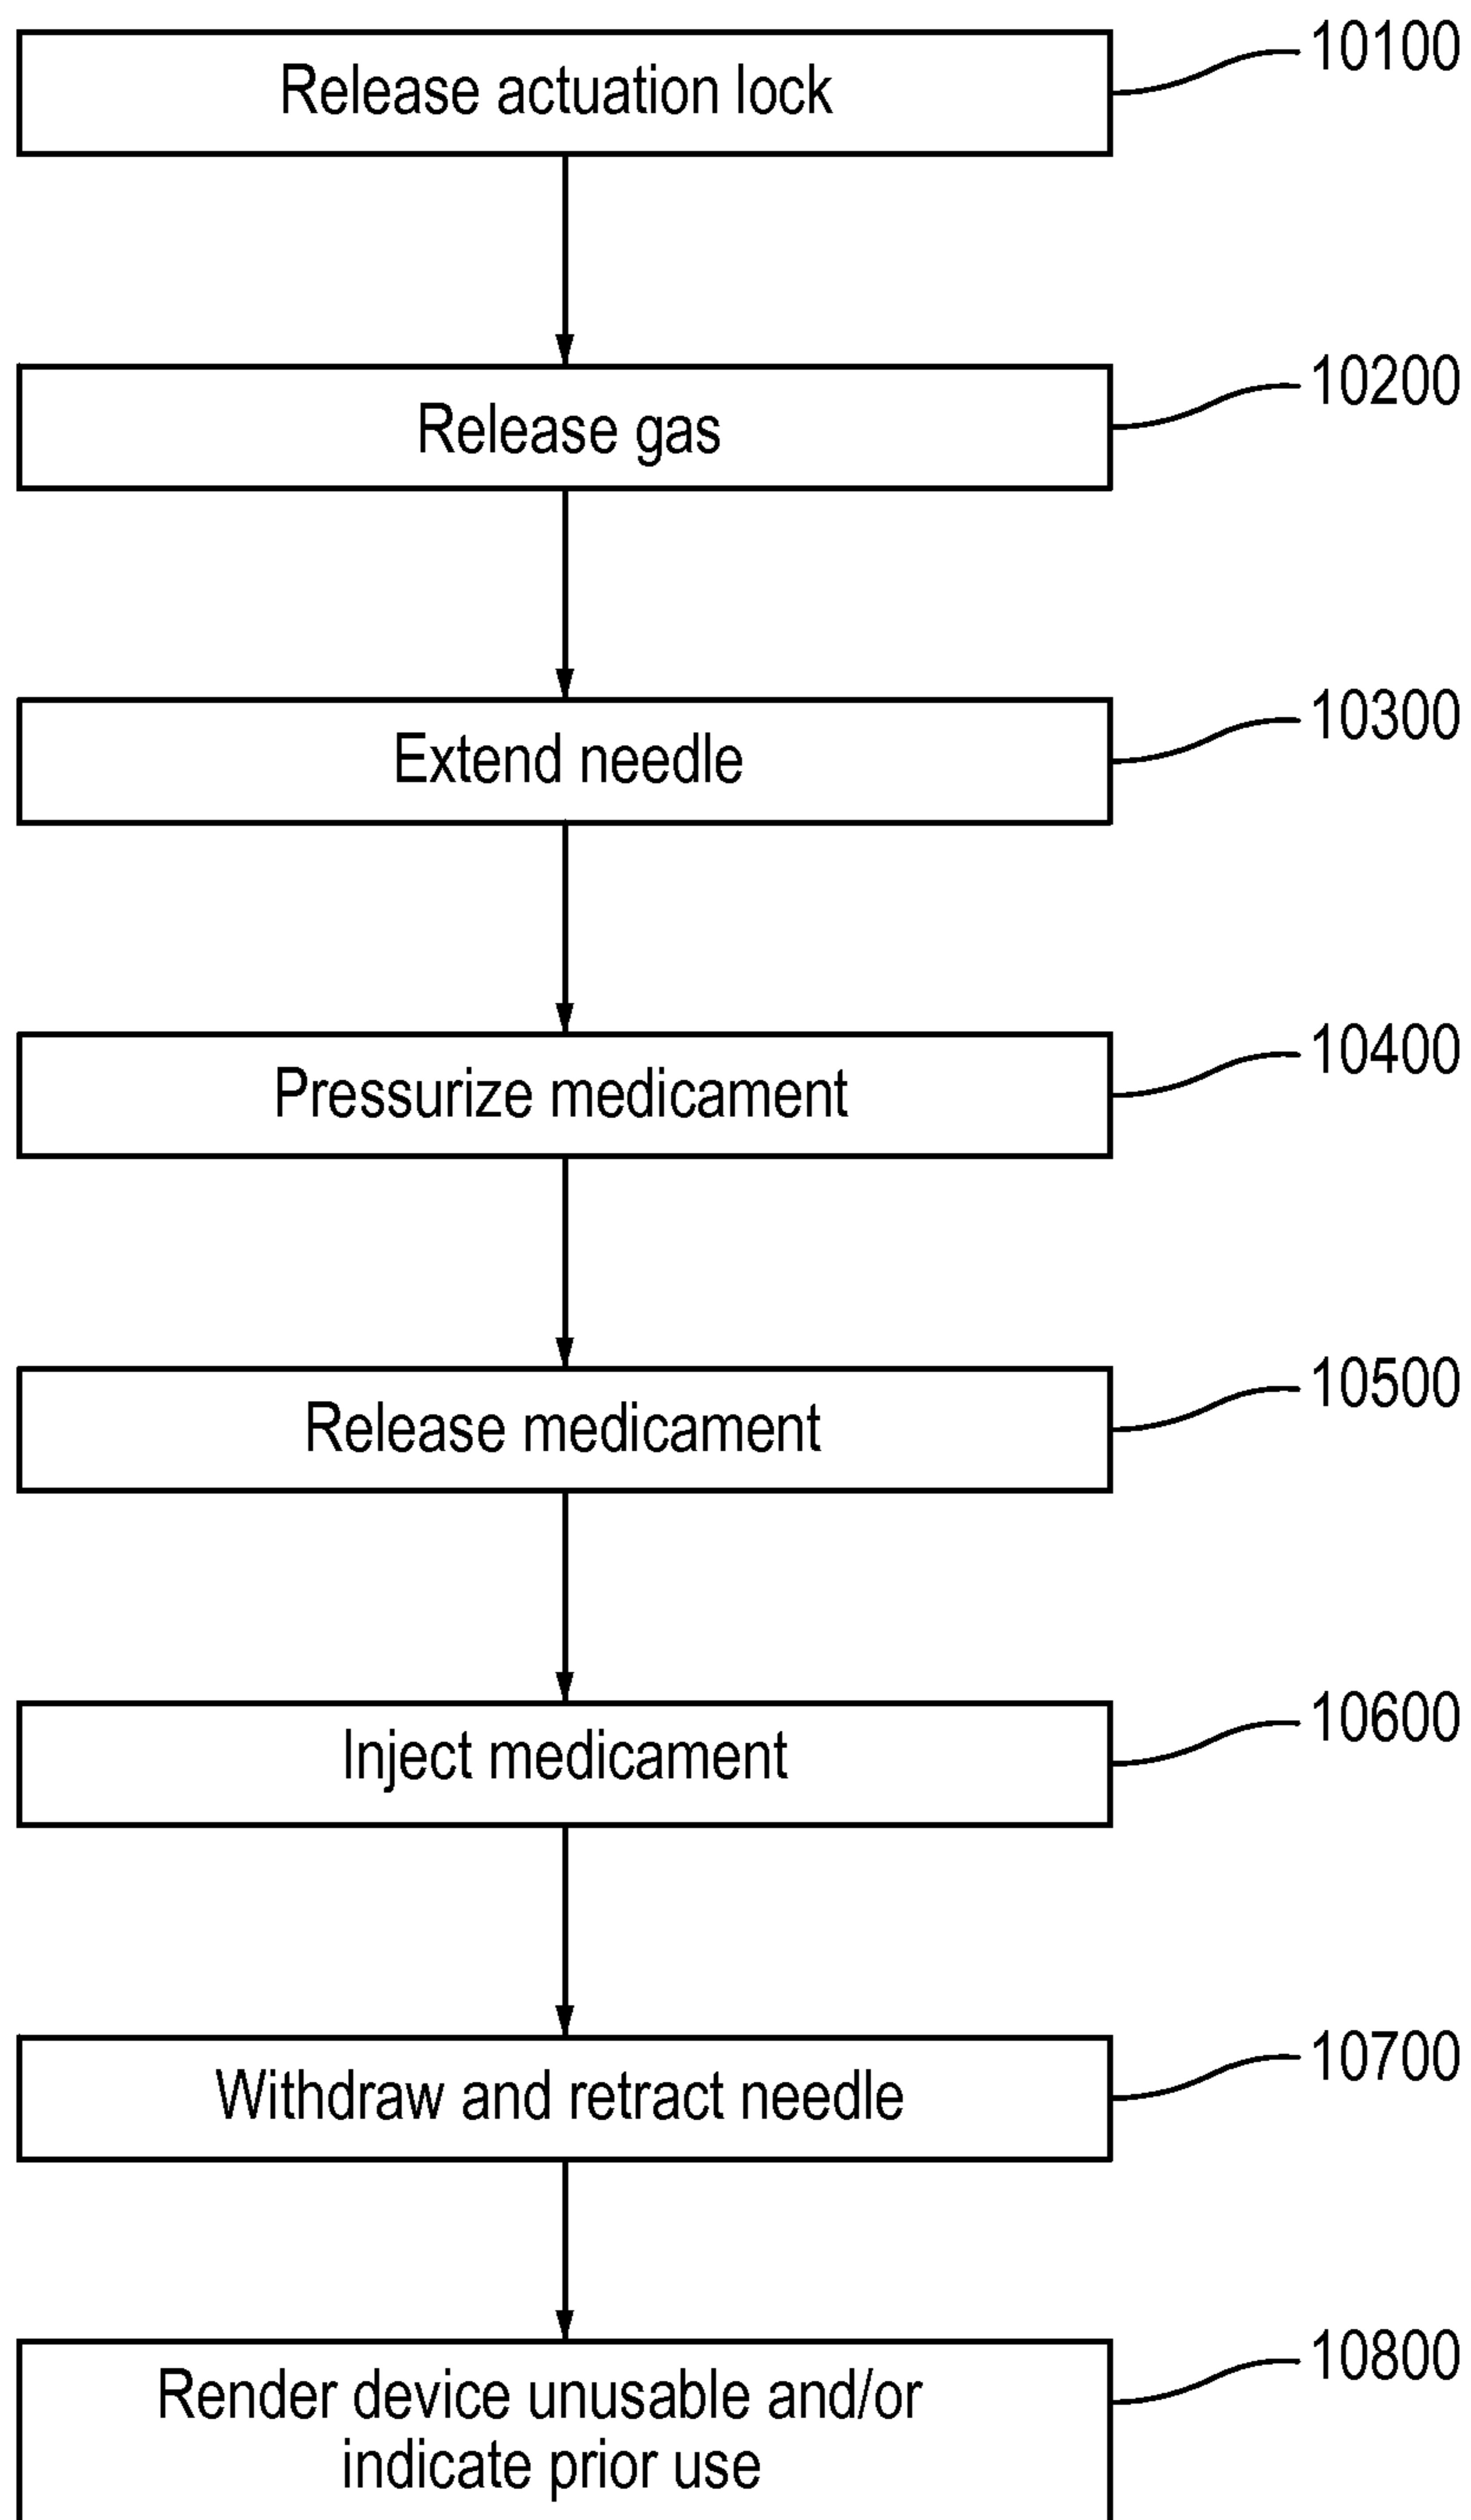 Release actuation lock
10100
Release gas
10200
Extend needle
10300
Pressurize medicament
10400
Release medicament
10500
Inject medicament
10600
Withdraw and retract needle
10700
Render device unusable and/or
indicate prior use
10800